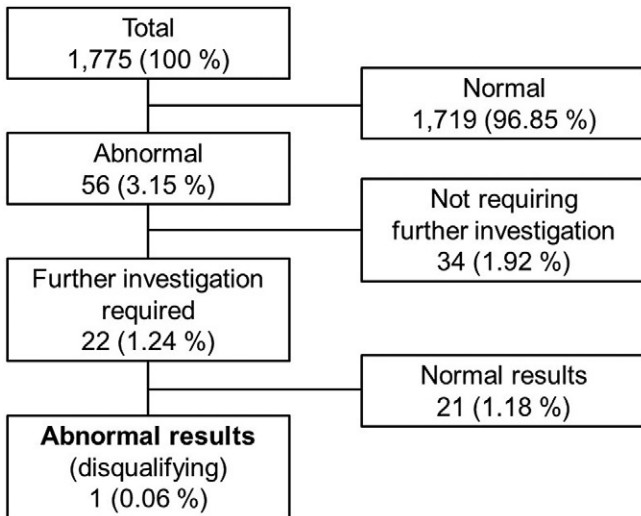 Total
1,775 (100 %)
Normal
1,719 (96.85 %)
Abnormal
56 (3.15 %)
Not requiring
further investigation
34 (1.92 %)
Further investigation
required
22 (1.24 %)
Normal results
21 (1.18 %)
Abnormal results
(disqualifying)
1 (0.06 %)